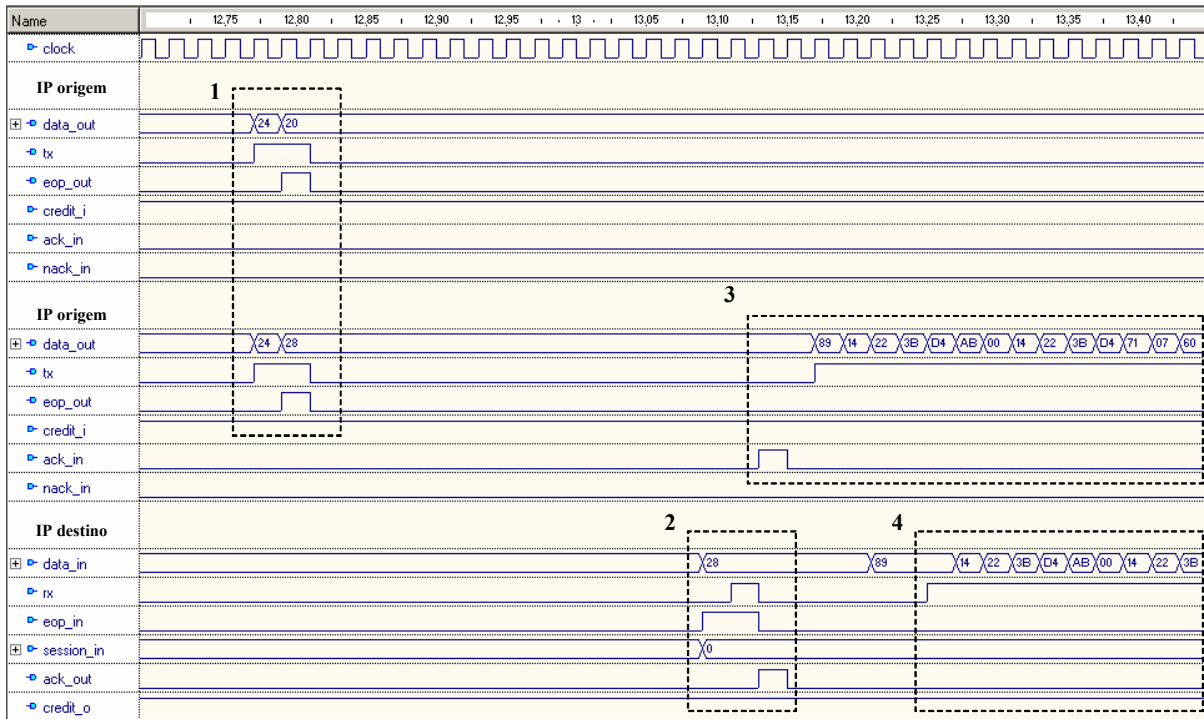 Name 12,75 12,80 12,85 12,90 12,95 13 13,05 13,10 13,15 13,20 13,25 13,30 13,35 13,40
clock
IP origem 1
data_out 24 20
tx
eop_out
credit_i
ack_in
nack_in
3
IP origem
data_out 24 28 89 14 22 3B D4 AB 00 14 22 3B D4 71 07 60
tx
eop_out
credit_i
ack_in
nack_in
IP destino 2 4
data_in 28 89 14 22 3B D4 AB 00 14 22 3B
rx
eop_in
session_in 0
ack_out
credit_o